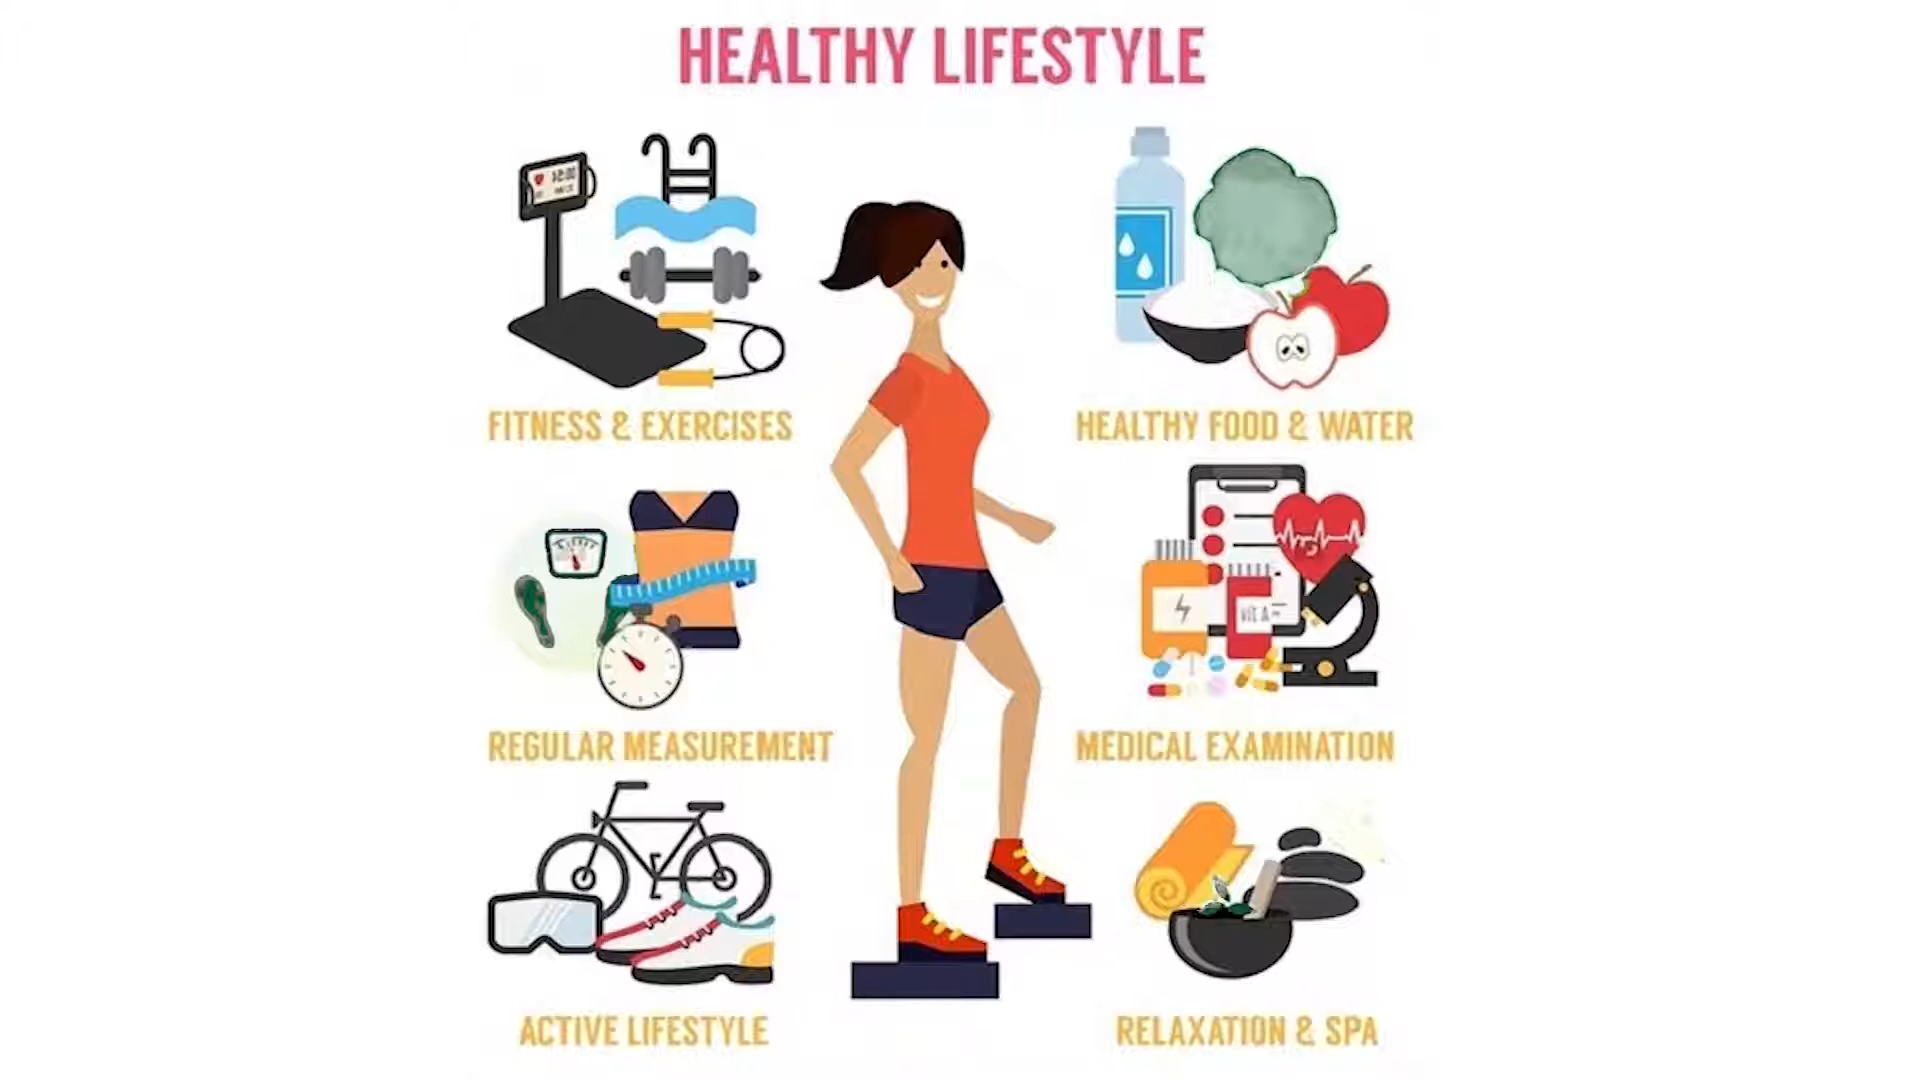 HEALTHY LIFESTYLE
FITNESS & EXERCISES
HEALTHY FOOD & WATER
REGULAR MEASUREMENT
MEDICAL EXAMINATION
ACTIVE LIFESTYLE
RELAXATION & SPA